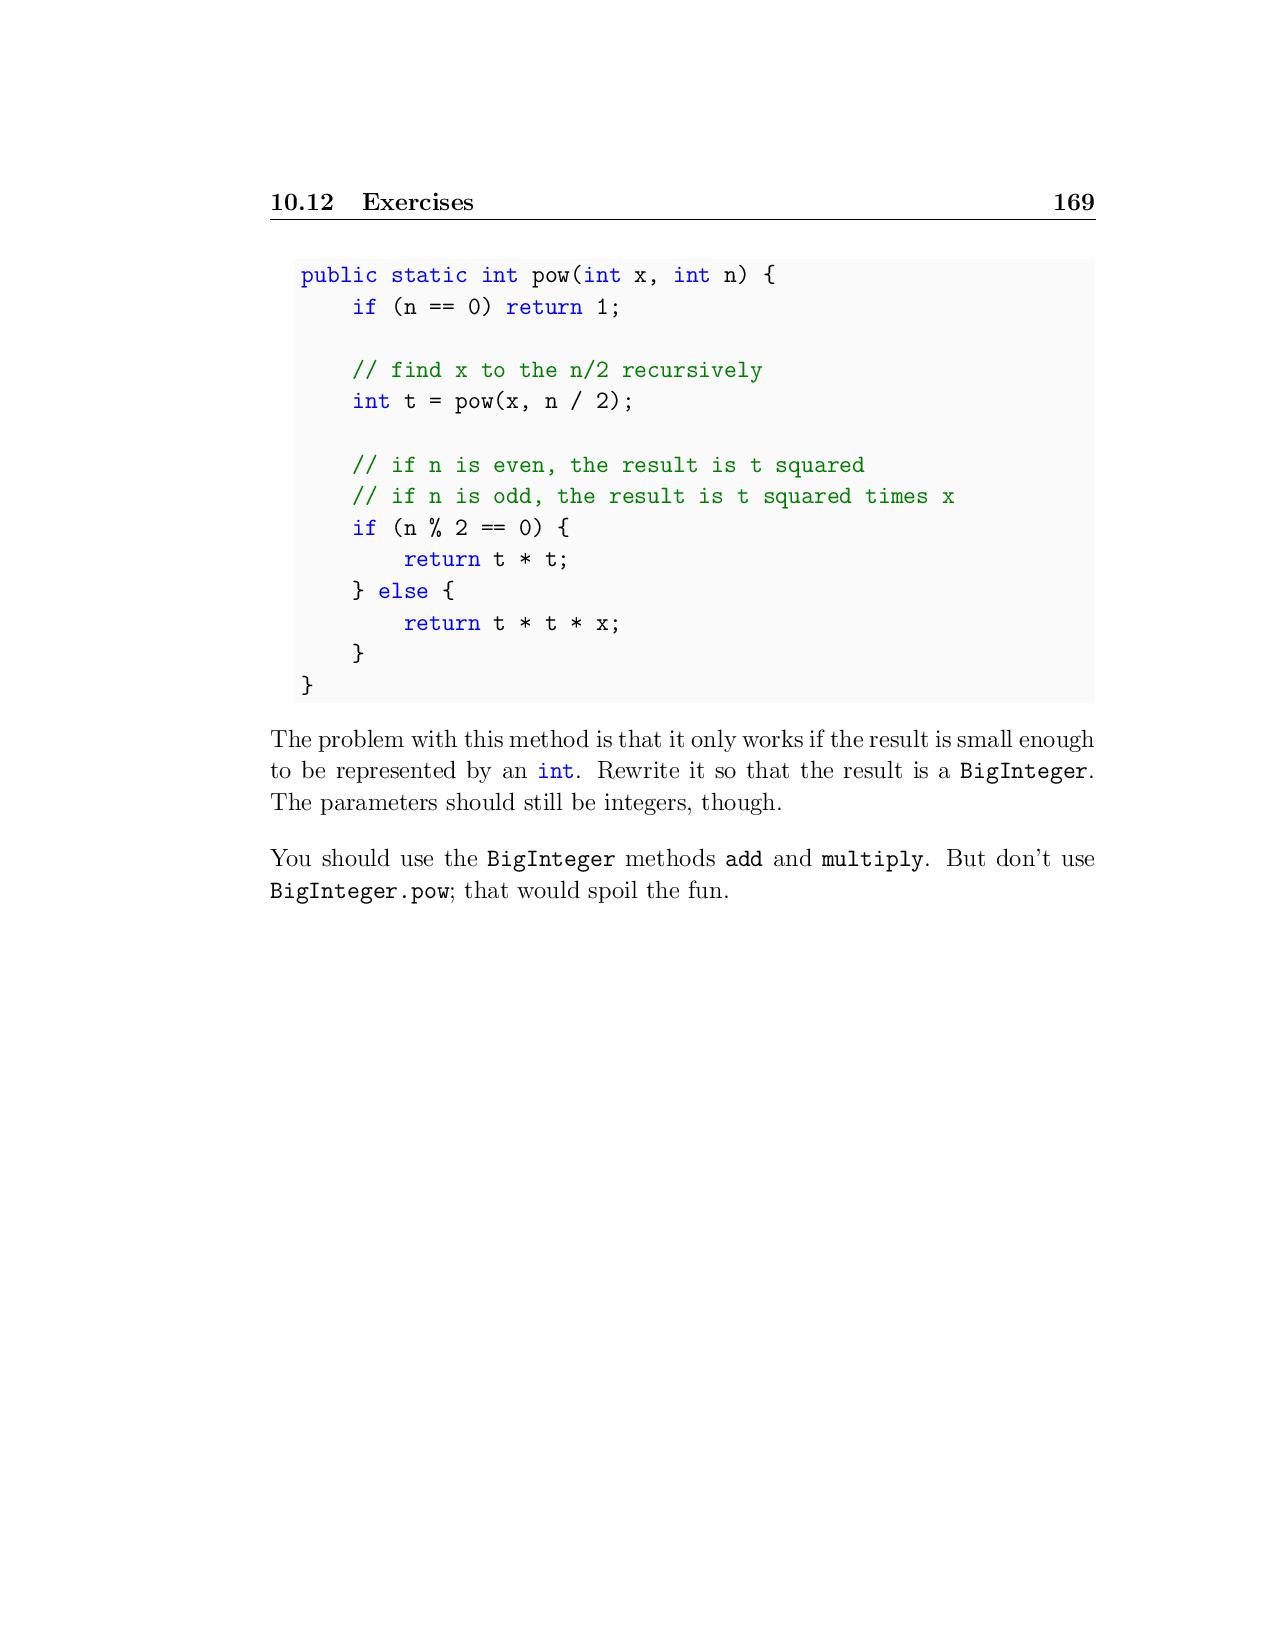 10.12 Exercises 169
public static int pow(int x, int n) {
    if (n == 0) return 1;

    // find x to the n/2 recursively
    int t = pow(x, n / 2);

    // if n is even, the result is t squared
    // if n is odd, the result is t squared times x
    if (n % 2 == 0) {
        return t * t;
    } else {
        return t * t * x;
    }
}
The problem with this method is that it only works if the result is small enough
to be represented by an int. Rewrite it so that the result is a BigInteger.
The parameters should still be integers, though.
You should use the BigInteger methods add and multiply. But don't use
BigInteger.pow; that would spoil the fun.